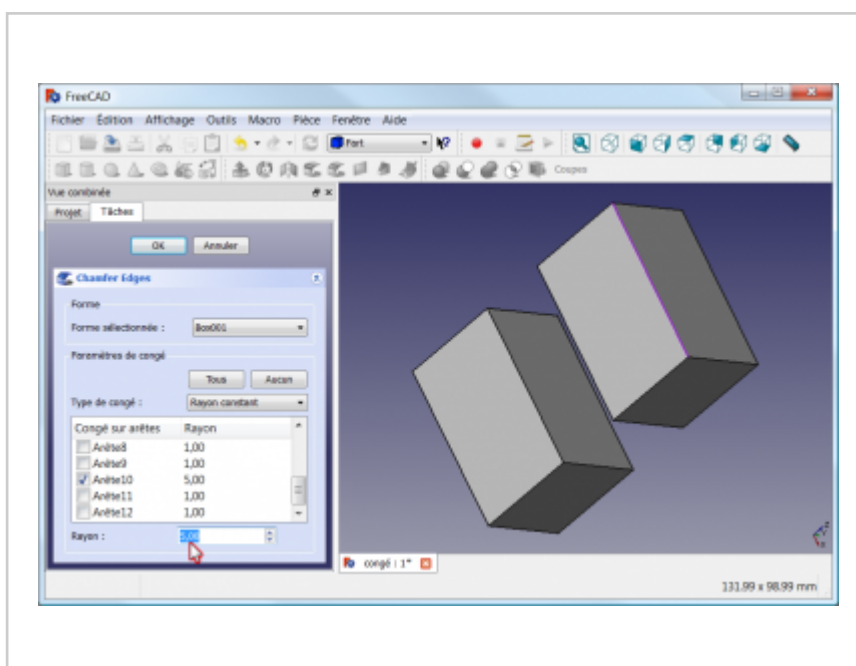 FreeCAD
Fichier Édition Affichage Outils Macro Pièce Fenêtre Aide
Part
Coupes
Vue combinée
Projet Tâches
OK Annuler
Chamfer Edges
Forme
Forme sélectionnée : Box001
Paramètres de congé
Tous Aucun
Type de congé : Rayon constant
Congé sur arêtes Rayon
Arête8 1,00
Arête9 1,00
Arête10 5,00
Arête11 1,00
Arête12 1,00
Rayon : 5,00
congé : 1*
131.99 x 98.99 mm